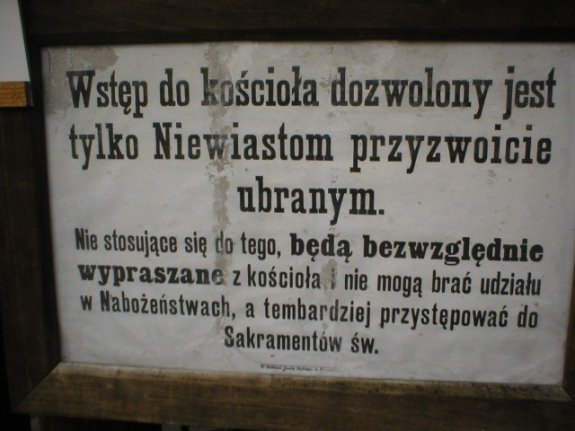 Wstęp do kościoła dozwolony jest
tylko Niewiastom przyzwoicie
ubranym.
Nie stosujące się do tego, będą bezwzględnie
wypraszane z kościoła i nie mogą brać udziału
w Nabożeństwach, a tembardziej przystępować do
Sakramentów św.